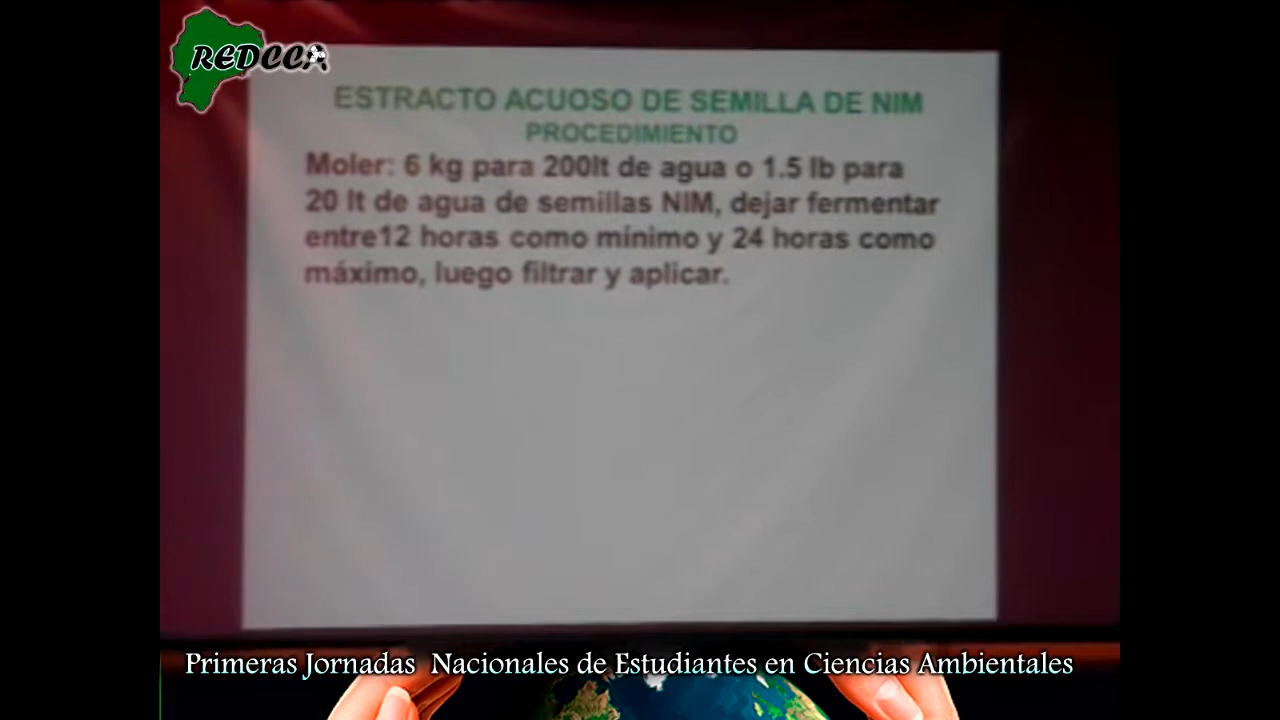 REDCCA
ESTRACTO ACUOSO DE SEMILLA DE NIM
PROCEDIMIENTO
Moler: 6 kg para 200lt de agua o 1.5 lb para
20 lt de agua de semillas NIM, dejar fermentar
entre12 horas como mínimo y 24 horas como
máximo, luego filtrar y aplicar.
Primeras Jornadas Nacionales de Estudiantes en Ciencias Ambientales